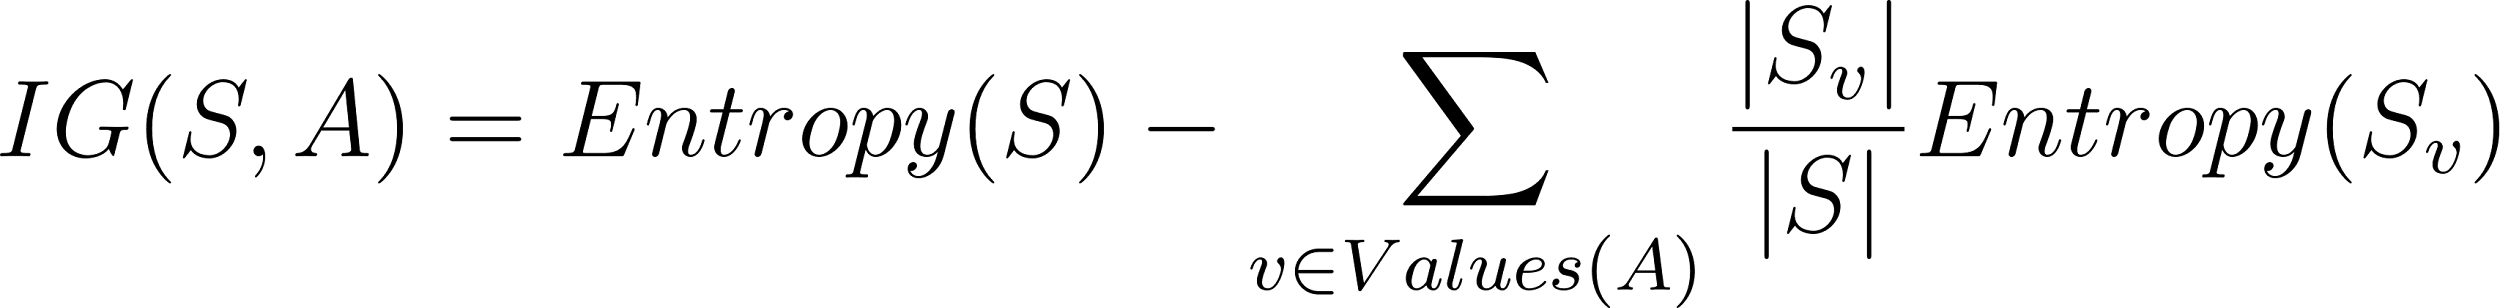 IG(S, A) = Entropy(S) − ∑_{v∈Values(A)} |S_v| / |S| Entropy(S_v)